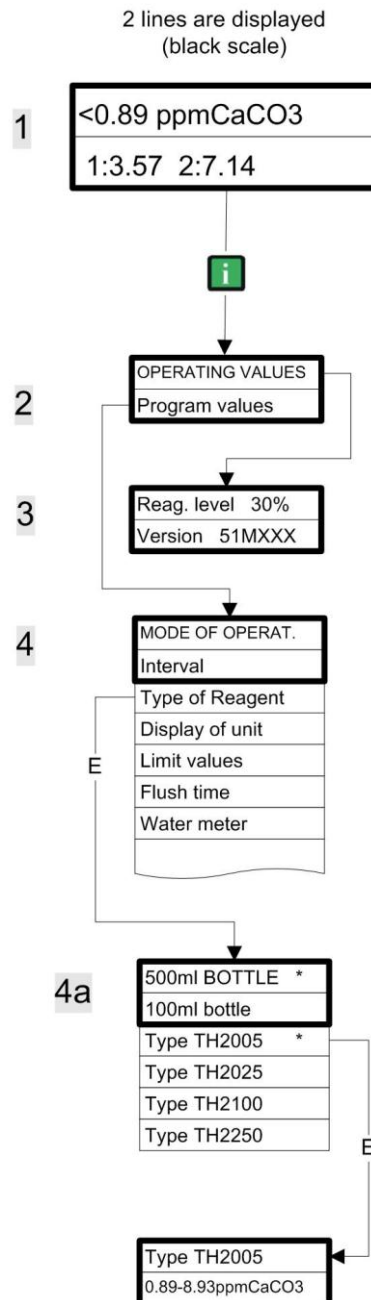 2 lines are displayed
(black scale)
1
<0.89 ppmCaCO3
1:3.57 2:7.14
i
2
OPERATING VALUES
Program values
3
Reag. level 30%
Version 51MXXX
4
MODE OF OPERAT.
Interval
Type of Reagent
Display of unit
Limit values
Flush time
Water meter
E
4a
500ml BOTTLE *
100ml bottle
Type TH2005 *
Type TH2025
Type TH2100
Type TH2250
E
Type TH2005
0.89-8.93ppmCaCO3